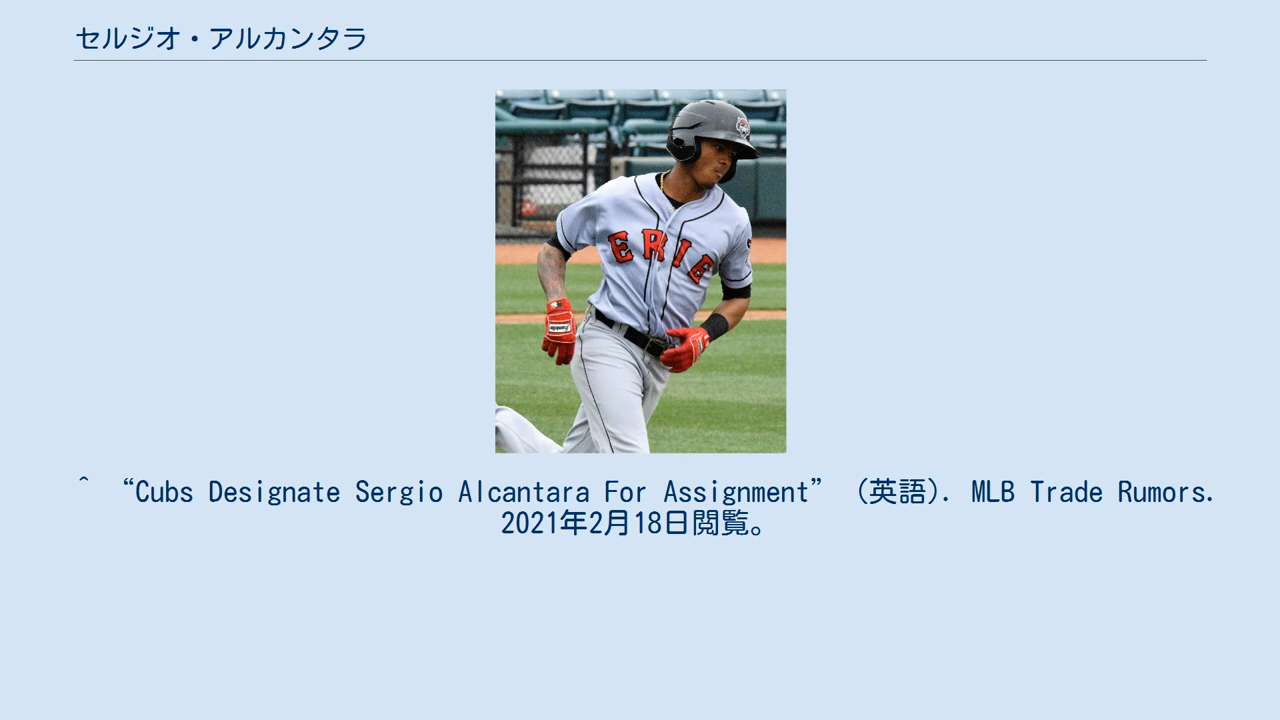 セルジオ・アルカンタラ
ERIE
Franklin
^ “Cubs Designate Sergio Alcantara For Assignment” (英語). MLB Trade Rumors.
2021年2月18日閲覧。